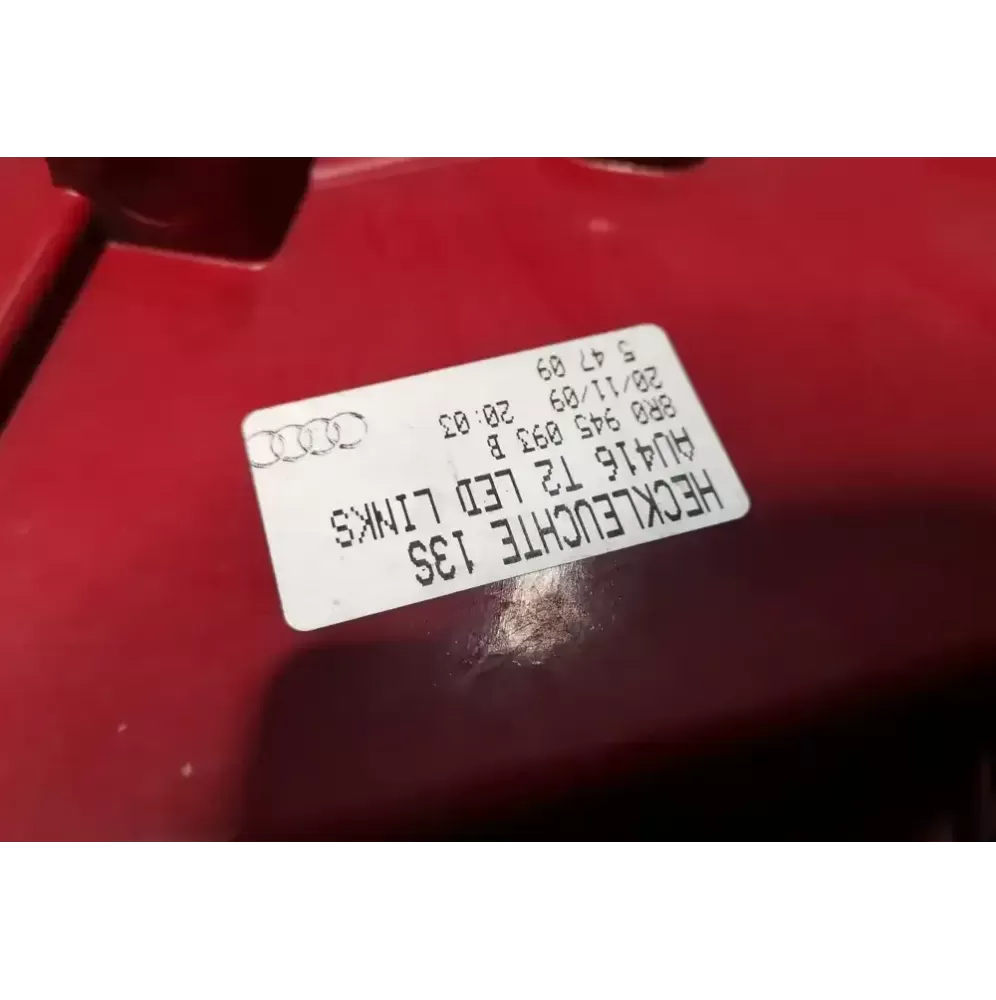 HECKLEUCHTE 13S
AU416 T2 LED LINKS
8R0 945 093 B
20/11/09 20:03
5 47 09